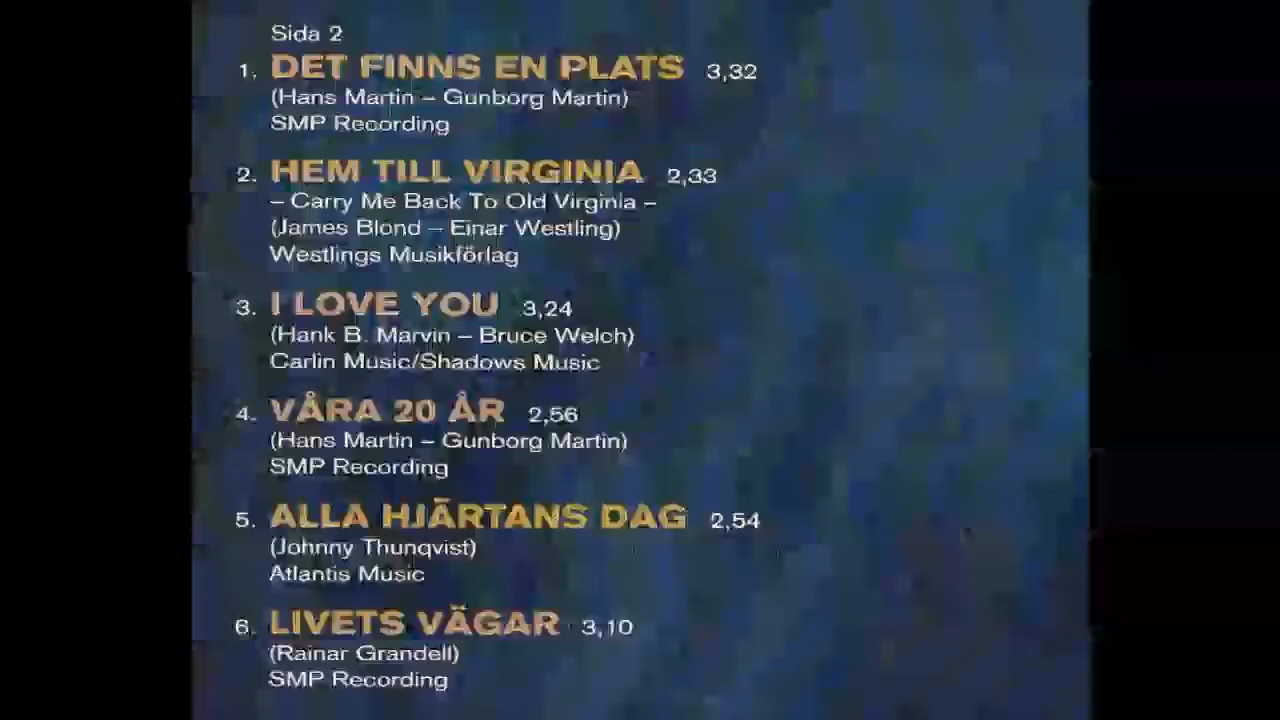 Sida 2
1. DET FINNS EN PLATS 3,32
(Hans Martin – Gunborg Martin)
SMP Recording
2. HEM TILL VIRGINIA 2,33
– Carry Me Back To Old Virginia –
(James Blond – Einar Westling)
Westlings Musikförlag
3. I LOVE YOU 3,24
(Hank B. Marvin – Bruce Welch)
Carlin Music/Shadows Music
4. VÅRA 20 ÅR 2,56
(Hans Martin – Gunborg Martin)
SMP Recording
5. ALLA HJÄRTANS DAG 2,54
(Johnny Thunqvist)
Atlantis Music
6. LIVETS VÄGAR 3,10
(Rainar Grandell)
SMP Recording